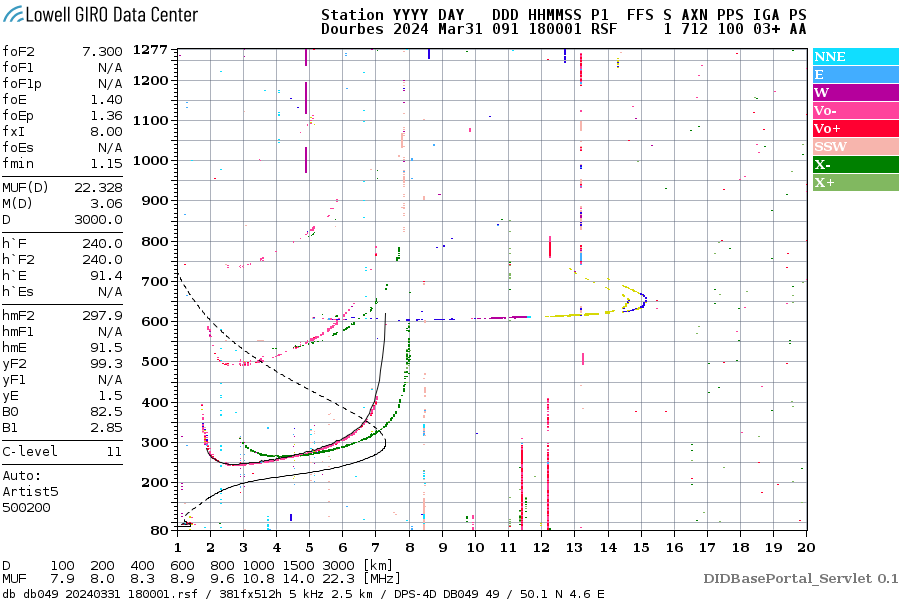 Lowell GIRO Data Center
Station YYYY DAY DDD HHMMSS P1 FFS S AXN PPS IGA PS
Dourbes 2024 Mar31 091 180001 RSF 1 712 100 03+ AA
foF2 7.300
foF1 N/A
foF1p N/A
foE 1.40
foEp 1.36
fxI 8.00
foEs N/A
fmin 1.15
MUF(D) 22.328
M(D) 3.06
D 3000.0
h`F 240.0
h`F2 240.0
h`E 91.4
h`Es N/A
hmF2 297.9
hmF1 N/A
hmE 91.5
yF2 99.3
yF1 N/A
yE 1.5
B0 82.5
B1 2.85
C-level 11
Auto:
Artist5
500200
1277
1200
1100
1000
900
800
700
600
500
400
300
200
80
1 2 3 4 5 6 7 8 9 10 11 12 13 14 15 16 17 18 19 20
NNE
E
W
Vo-
Vo+
SSW
X-
X+
D 100 200 400 600 800 1000 1500 3000 [km]
MUF 7.9 8.0 8.3 8.9 9.6 10.8 14.0 22.3 [MHz]
db db049 20240331 180001.rsf / 381fx512h 5 kHz 2.5 km / DPS-4D DB049 49 / 50.1 N 4.6 E
DIDBasePortal_Servlet 0.1